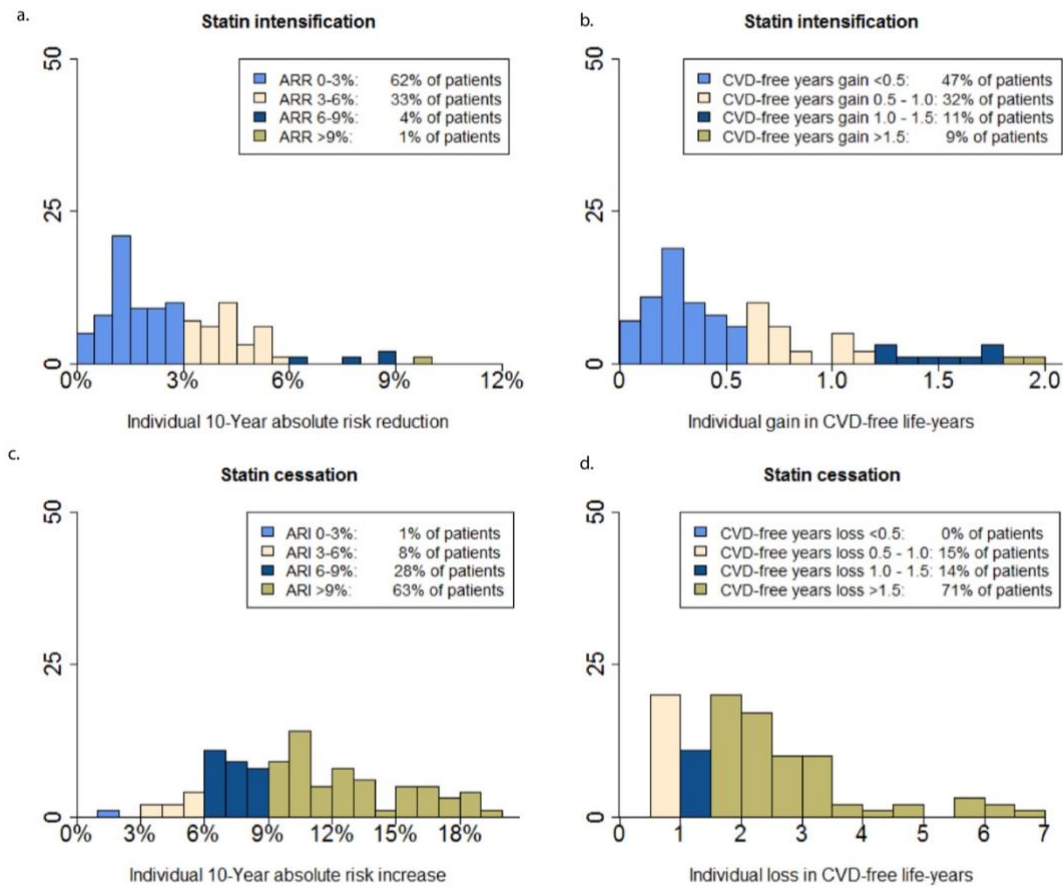 a.
Statin intensification
50
25
0
ARR 0-3%: 62% of patients
ARR 3-6%: 33% of patients
ARR 6-9%: 4% of patients
ARR >9%: 1% of patients
0% 3% 6% 9% 12%
Individual 10-Year absolute risk reduction
b.
Statin intensification
50
25
0
CVD-free years gain <0.5: 47% of patients
CVD-free years gain 0.5 - 1.0: 32% of patients
CVD-free years gain 1.0 - 1.5: 11% of patients
CVD-free years gain >1.5: 9% of patients
0 0.5 1.0 1.5 2.0
Individual gain in CVD-free life-years
c.
Statin cessation
50
25
0
ARI 0-3%: 1% of patients
ARI 3-6%: 8% of patients
ARI 6-9%: 28% of patients
ARI >9%: 63% of patients
0% 3% 6% 9% 12% 15% 18%
Individual 10-Year absolute risk increase
d.
Statin cessation
50
25
0
CVD-free years loss <0.5: 0% of patients
CVD-free years loss 0.5 - 1.0: 15% of patients
CVD-free years loss 1.0 - 1.5: 14% of patients
CVD-free years loss >1.5: 71% of patients
0 1 2 3 4 5 6 7
Individual loss in CVD-free life-years